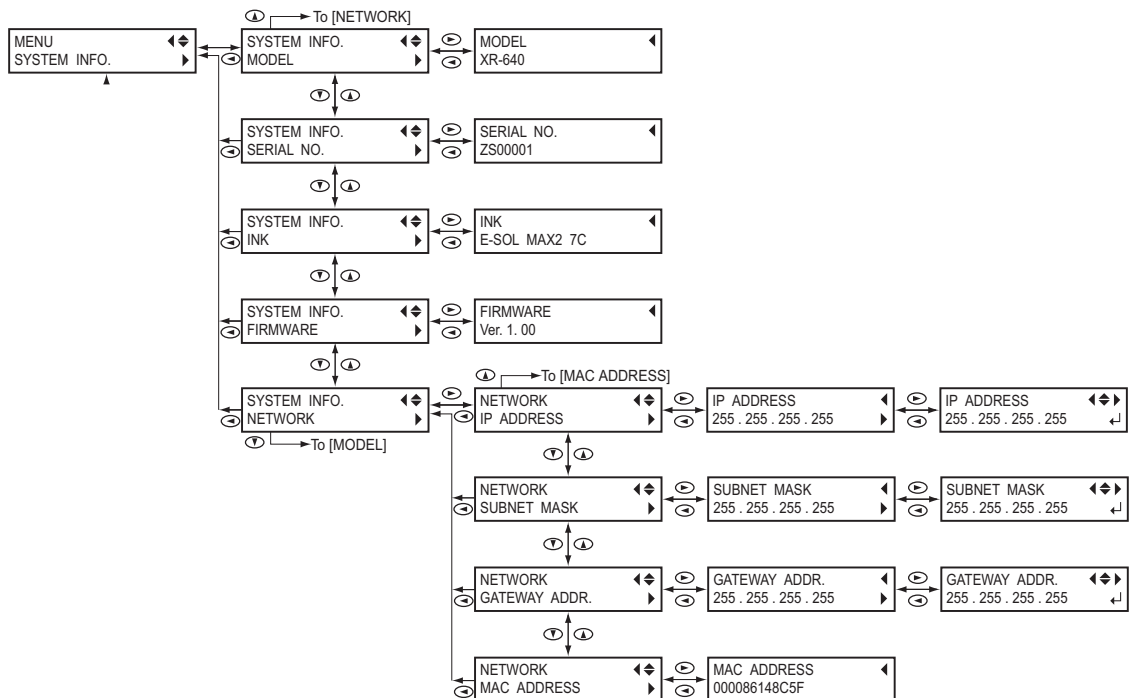 To [NETWORK]
MENU
SYSTEM INFO.
SYSTEM INFO.
MODEL
MODEL
XR-640
SYSTEM INFO.
SERIAL NO.
SERIAL NO.
ZS00001
SYSTEM INFO.
INK
INK
E-SOL MAX2 7C
SYSTEM INFO.
FIRMWARE
FIRMWARE
Ver. 1. 00
To [MAC ADDRESS]
SYSTEM INFO.
NETWORK
To [MODEL]
NETWORK
IP ADDRESS
IP ADDRESS
255 . 255 . 255 . 255
IP ADDRESS
255 . 255 . 255 . 255
NETWORK
SUBNET MASK
SUBNET MASK
255 . 255 . 255 . 255
SUBNET MASK
255 . 255 . 255 . 255
NETWORK
GATEWAY ADDR.
GATEWAY ADDR.
255 . 255 . 255 . 255
GATEWAY ADDR.
255 . 255 . 255 . 255
NETWORK
MAC ADDRESS
MAC ADDRESS
000086148C5F